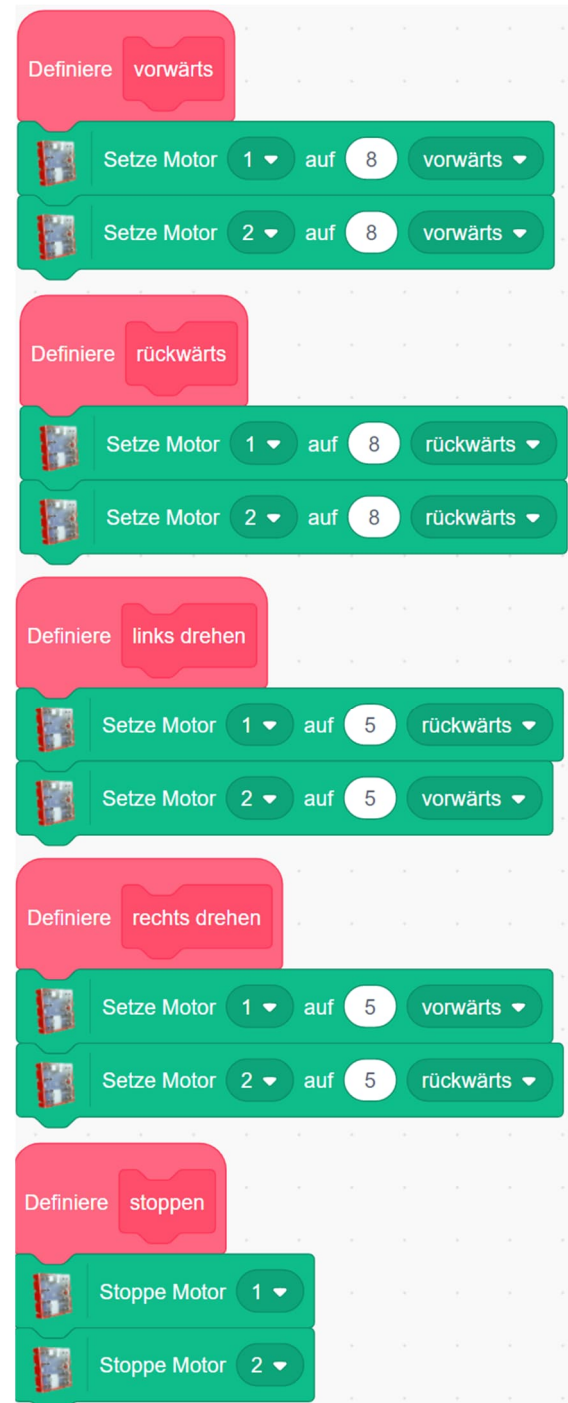 Definiere vorwärts
Setze Motor 1 auf 8 vorwärts
Setze Motor 2 auf 8 vorwärts
Definiere rückwärts
Setze Motor 1 auf 8 rückwärts
Setze Motor 2 auf 8 rückwärts
Definiere links drehen
Setze Motor 1 auf 5 rückwärts
Setze Motor 2 auf 5 vorwärts
Definiere rechts drehen
Setze Motor 1 auf 5 vorwärts
Setze Motor 2 auf 5 rückwärts
Definiere stoppen
Stoppe Motor 1
Stoppe Motor 2